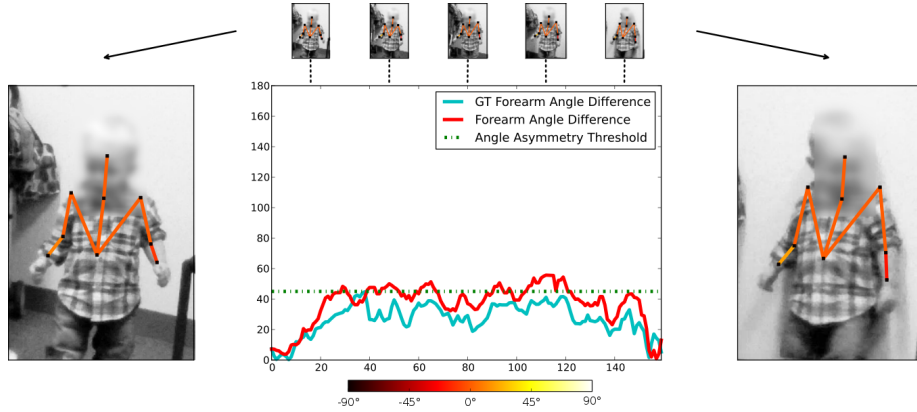 GT Forearm Angle Difference
Forearm Angle Difference
Angle Asymmetry Threshold
180
160
140
120
100
80
60
40
20
0
0 20 40 60 80 100 120 140
-90° -45° 0° 45° 90°